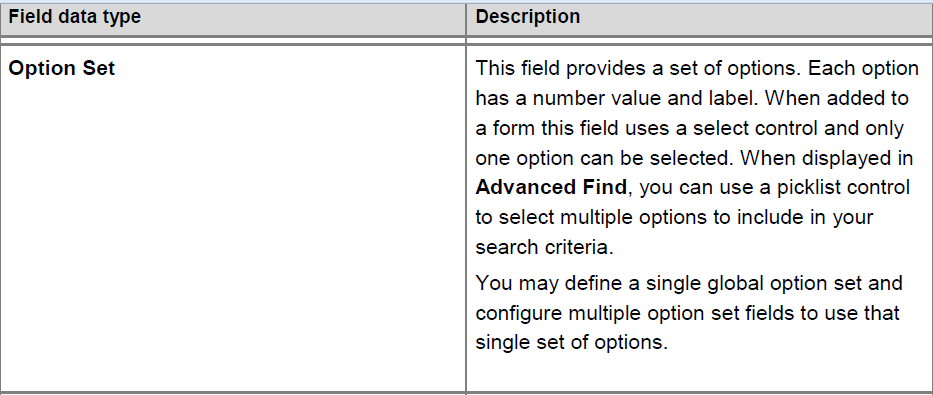 Field data type
Description
Option Set
This field provides a set of options. Each option
has a number value and label. When added to
a form this field uses a select control and only
one option can be selected. When displayed in
Advanced Find, you can use a picklist control
to select multiple options to include in your
search criteria.
You may define a single global option set and
configure multiple option set fields to use that
single set of options.